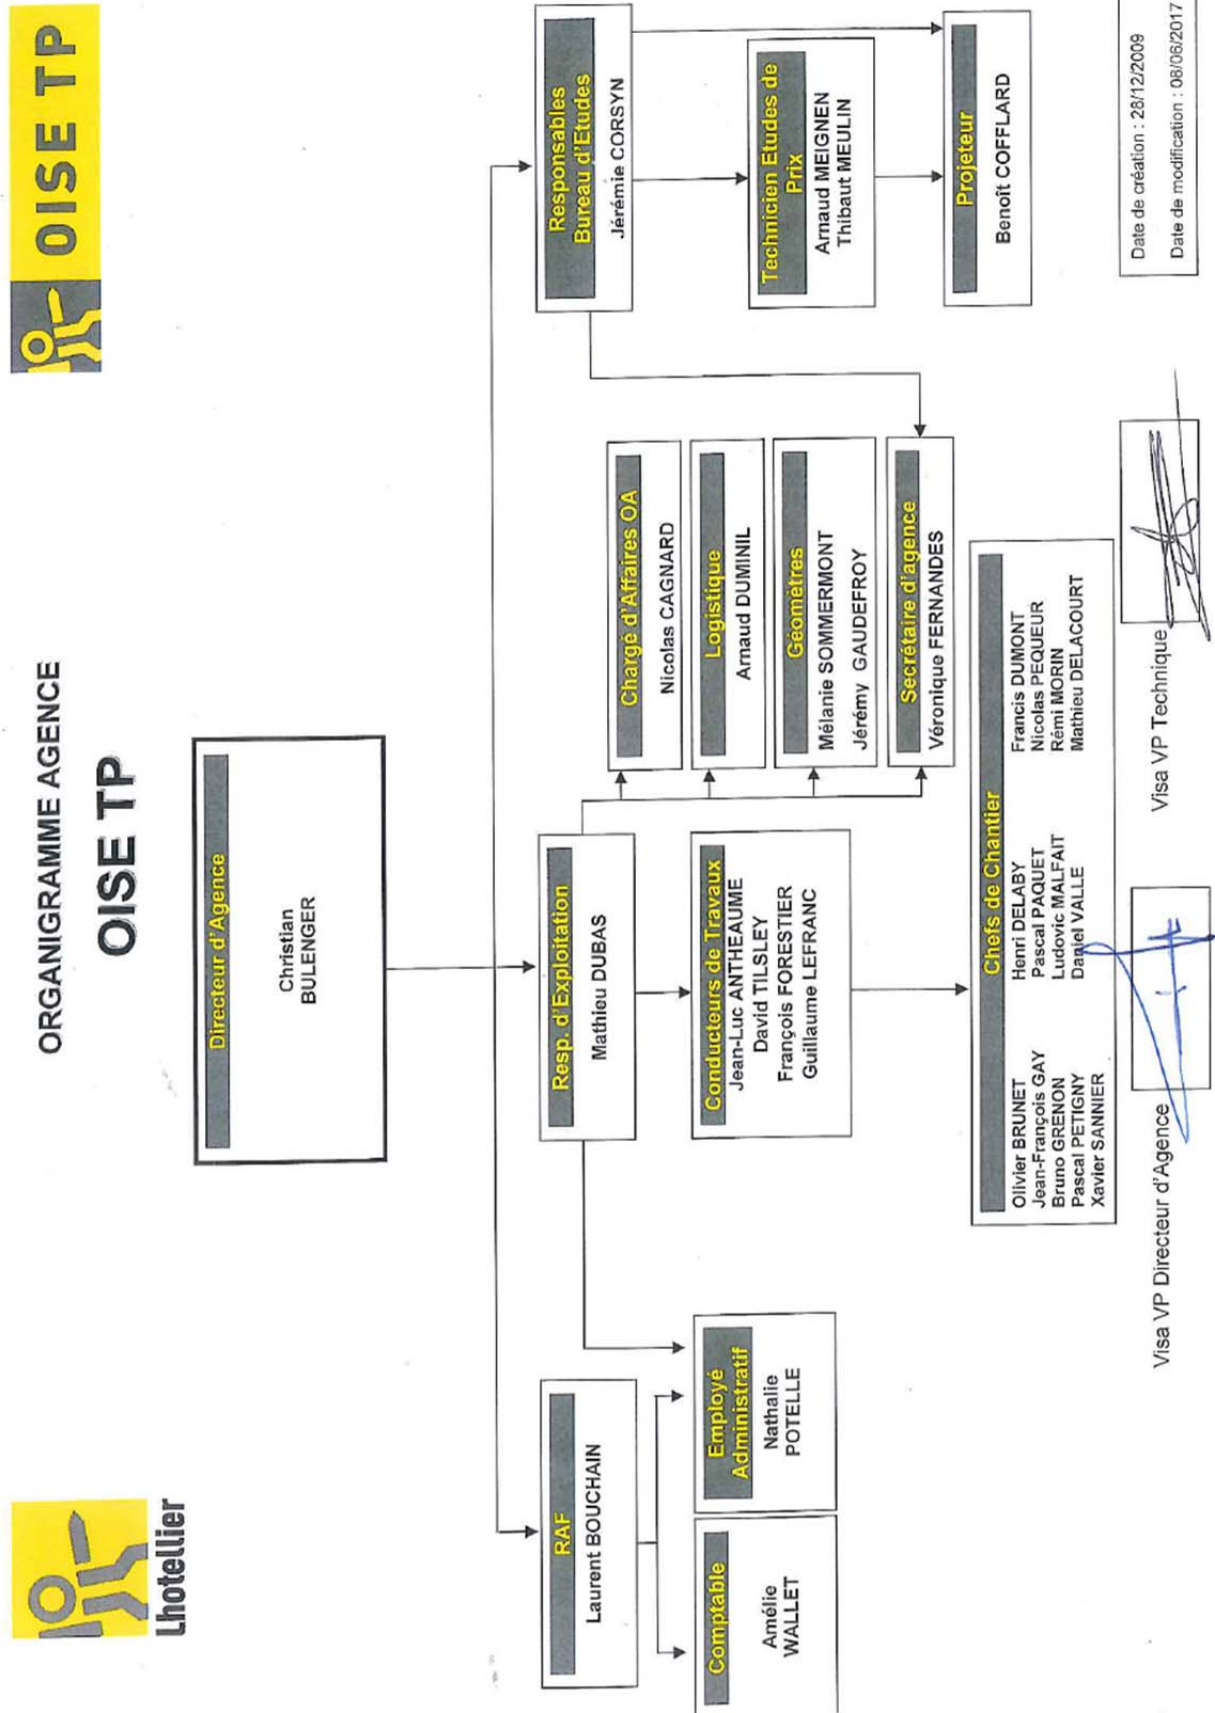 Lhotellier
ORGANIGRAMME AGENCE
OISE TP
OISE TP
Directeur d'Agence
Christian
BULENGER
RAF
Laurent BOUCHAIN
Resp. d'Exploitation
Mathieu DUBAS
Responsables
Bureau d'Etudes
Jérémie CORSYN
Comptable
Amélie
WALLET
Employé
Administratif
Nathalie
POTELLE
Conducteurs de Travaux
Jean-Luc ANTHEAUME
David TILSLEY
François FORESTIER
Guillaume LEFRANC
Chargé d'Affaires OA
Nicolas CAGNARD
Logistique
Arnaud DUMINIL
Géomètres
Mélanie SOMMERMONT
Jérémy GAUDEFROY
Secrétaire d'agence
Véronique FERNANDES
Technicien Etudes de
Prix
Arnaud MEIGNEN
Thibaut MEULIN
Projeteur
Benoît COFFLARD
Chefs de Chantier
Olivier BRUNET
Jean-François GAY
Bruno GRENON
Pascal PETIGNY
Xavier SANNIER
Henri DELABY
Pascal PAQUET
Ludovic MALFAIT
Daniel VALLE
Francis DUMONT
Nicolas PEQUEUR
Rémi MORIN
Mathieu DELACOURT
Visa VP Directeur d'Agence
Visa VP Technique
Date de création : 28/12/2009
Date de modification : 08/06/2017